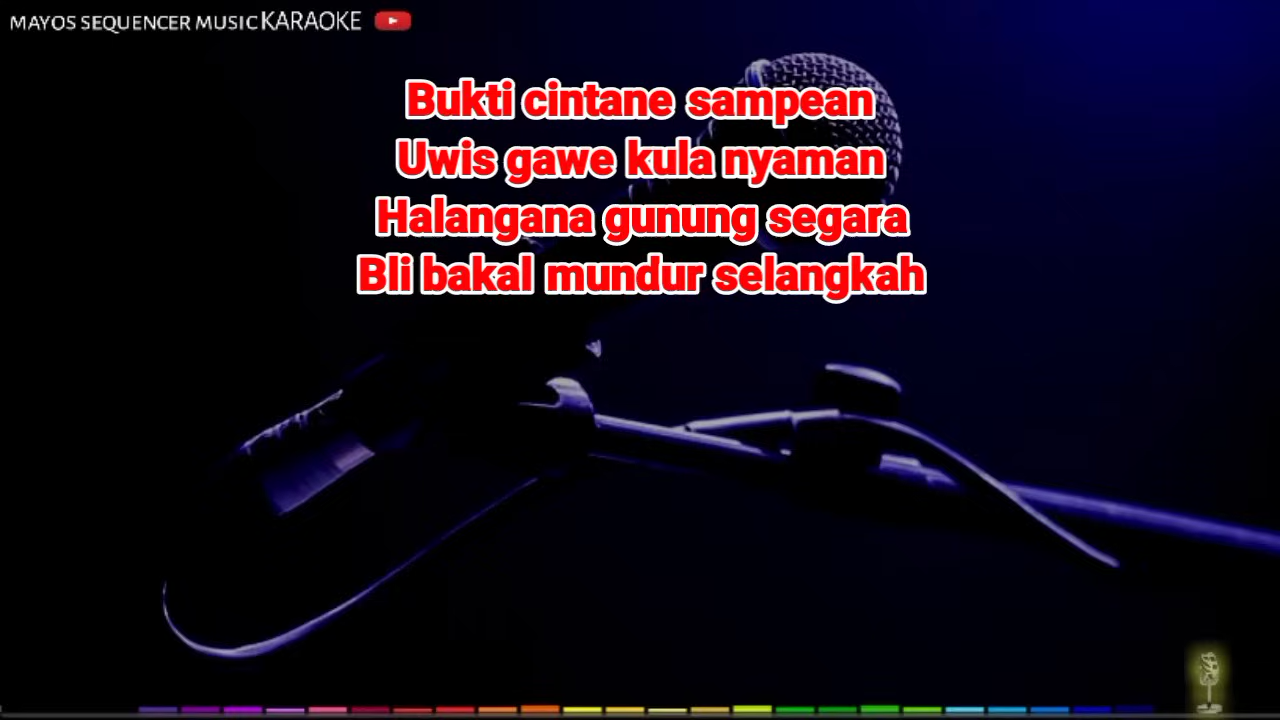 MAYOS SEQUENCER MUSIC KARAOKE
Bukti cintane sampean
Uwis gawe kula nyaman
Halangana gunung segara
Bli bakal mundur selangkah